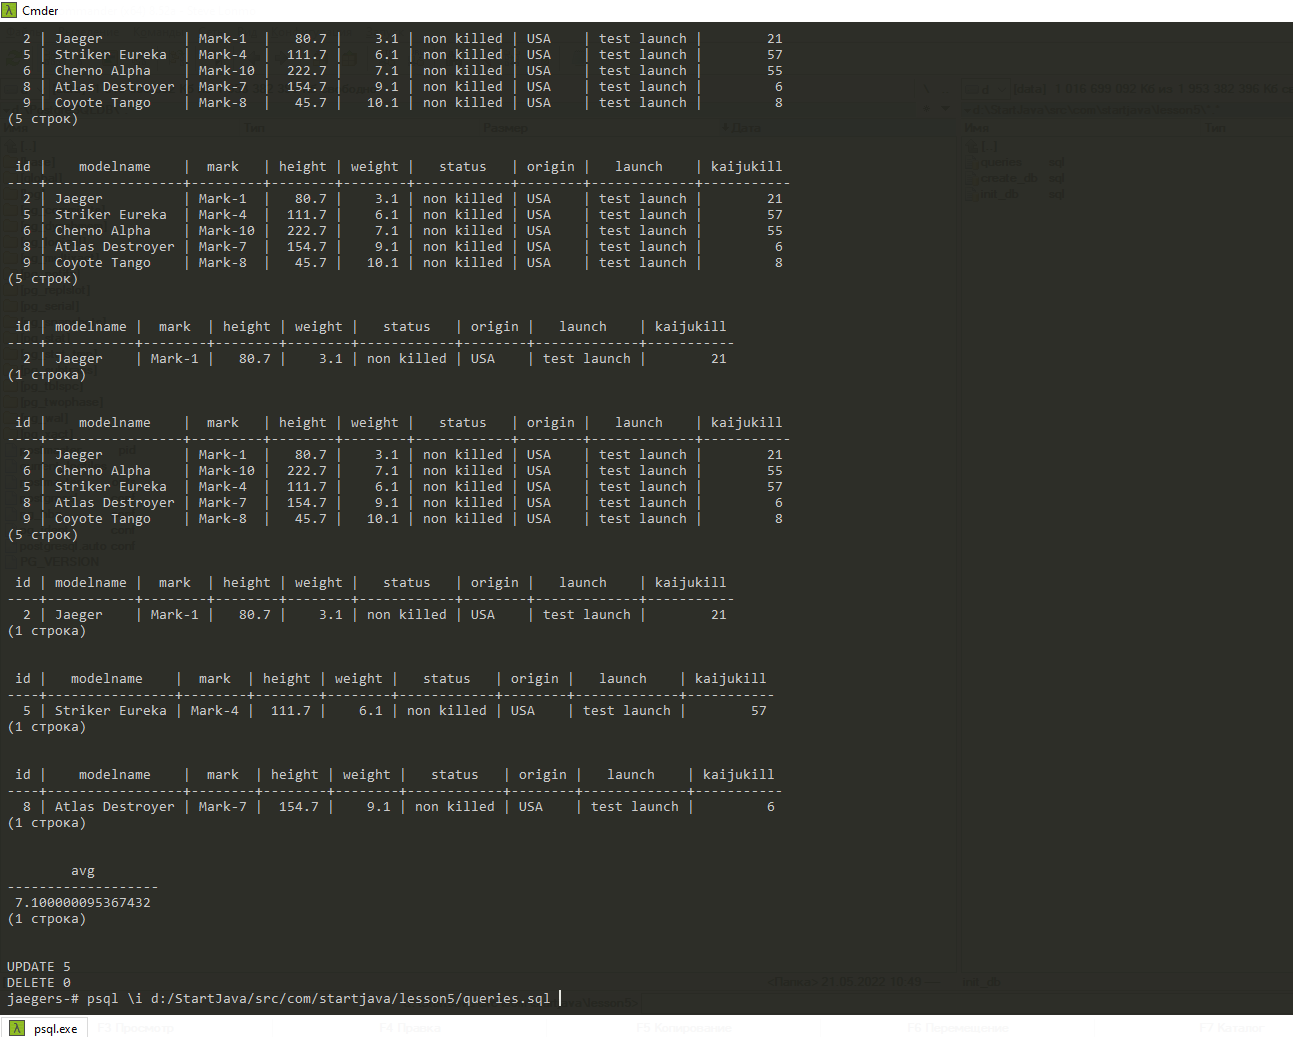 Cmder
2 | Jaeger          | Mark-1  |   80.7 |    3.1 | non killed | USA    | test launch |        21
5 | Striker Eureka  | Mark-4  |  111.7 |    6.1 | non killed | USA    | test launch |        57
6 | Cherno Alpha    | Mark-10 |  222.7 |    7.1 | non killed | USA    | test launch |        55
8 | Atlas Destroyer | Mark-7  |  154.7 |    9.1 | non killed | USA    | test launch |         6
9 | Coyote Tango    | Mark-8  |   45.7 |   10.1 | non killed | USA    | test launch |         8
(5 строк)
id |    modelname    |  mark   | height | weight |   status   | origin |   launch    | kaijukill
----+-----------------+---------+--------+--------+------------+--------+-------------+-----------
2 | Jaeger          | Mark-1  |   80.7 |    3.1 | non killed | USA    | test launch |        21
5 | Striker Eureka  | Mark-4  |  111.7 |    6.1 | non killed | USA    | test launch |        57
6 | Cherno Alpha    | Mark-10 |  222.7 |    7.1 | non killed | USA    | test launch |        55
8 | Atlas Destroyer | Mark-7  |  154.7 |    9.1 | non killed | USA    | test launch |         6
9 | Coyote Tango    | Mark-8  |   45.7 |   10.1 | non killed | USA    | test launch |         8
(5 строк)
id | modelname |  mark  | height | weight |   status   | origin |   launch    | kaijukill
----+-----------+--------+--------+--------+------------+--------+-------------+-----------
2 | Jaeger    | Mark-1 |   80.7 |    3.1 | non killed | USA    | test launch |        21
(1 строка)
id |    modelname    |  mark   | height | weight |   status   | origin |   launch    | kaijukill
----+-----------------+---------+--------+--------+------------+--------+-------------+-----------
2 | Jaeger          | Mark-1  |   80.7 |    3.1 | non killed | USA    | test launch |        21
6 | Cherno Alpha    | Mark-10 |  222.7 |    7.1 | non killed | USA    | test launch |        55
5 | Striker Eureka  | Mark-4  |  111.7 |    6.1 | non killed | USA    | test launch |        57
8 | Atlas Destroyer | Mark-7  |  154.7 |    9.1 | non killed | USA    | test launch |         6
9 | Coyote Tango    | Mark-8  |   45.7 |   10.1 | non killed | USA    | test launch |         8
(5 строк)
id | modelname |  mark  | height | weight |   status   | origin |   launch    | kaijukill
----+-----------+--------+--------+--------+------------+--------+-------------+-----------
2 | Jaeger    | Mark-1 |   80.7 |    3.1 | non killed | USA    | test launch |        21
(1 строка)
id |   modelname    |  mark  | height | weight |   status   | origin |   launch    | kaijukill
----+----------------+--------+--------+--------+------------+--------+-------------+-----------
5 | Striker Eureka | Mark-4 |  111.7 |    6.1 | non killed | USA    | test launch |        57
(1 строка)
id |    modelname    |  mark  | height | weight |   status   | origin |   launch    | kaijukill
----+-----------------+--------+--------+--------+------------+--------+-------------+-----------
8 | Atlas Destroyer | Mark-7 |  154.7 |    9.1 | non killed | USA    | test launch |         6
(1 строка)
avg
-------------------
7.100000095367432
(1 строка)
UPDATE 5
DELETE 0
jaegers-# psql \i d:/StartJava/src/com/startjava/lesson5/queries.sql
psql.exe
F3 Просмотр F4 Правка F5 Копирование F6 Перемещение F7 Каталог